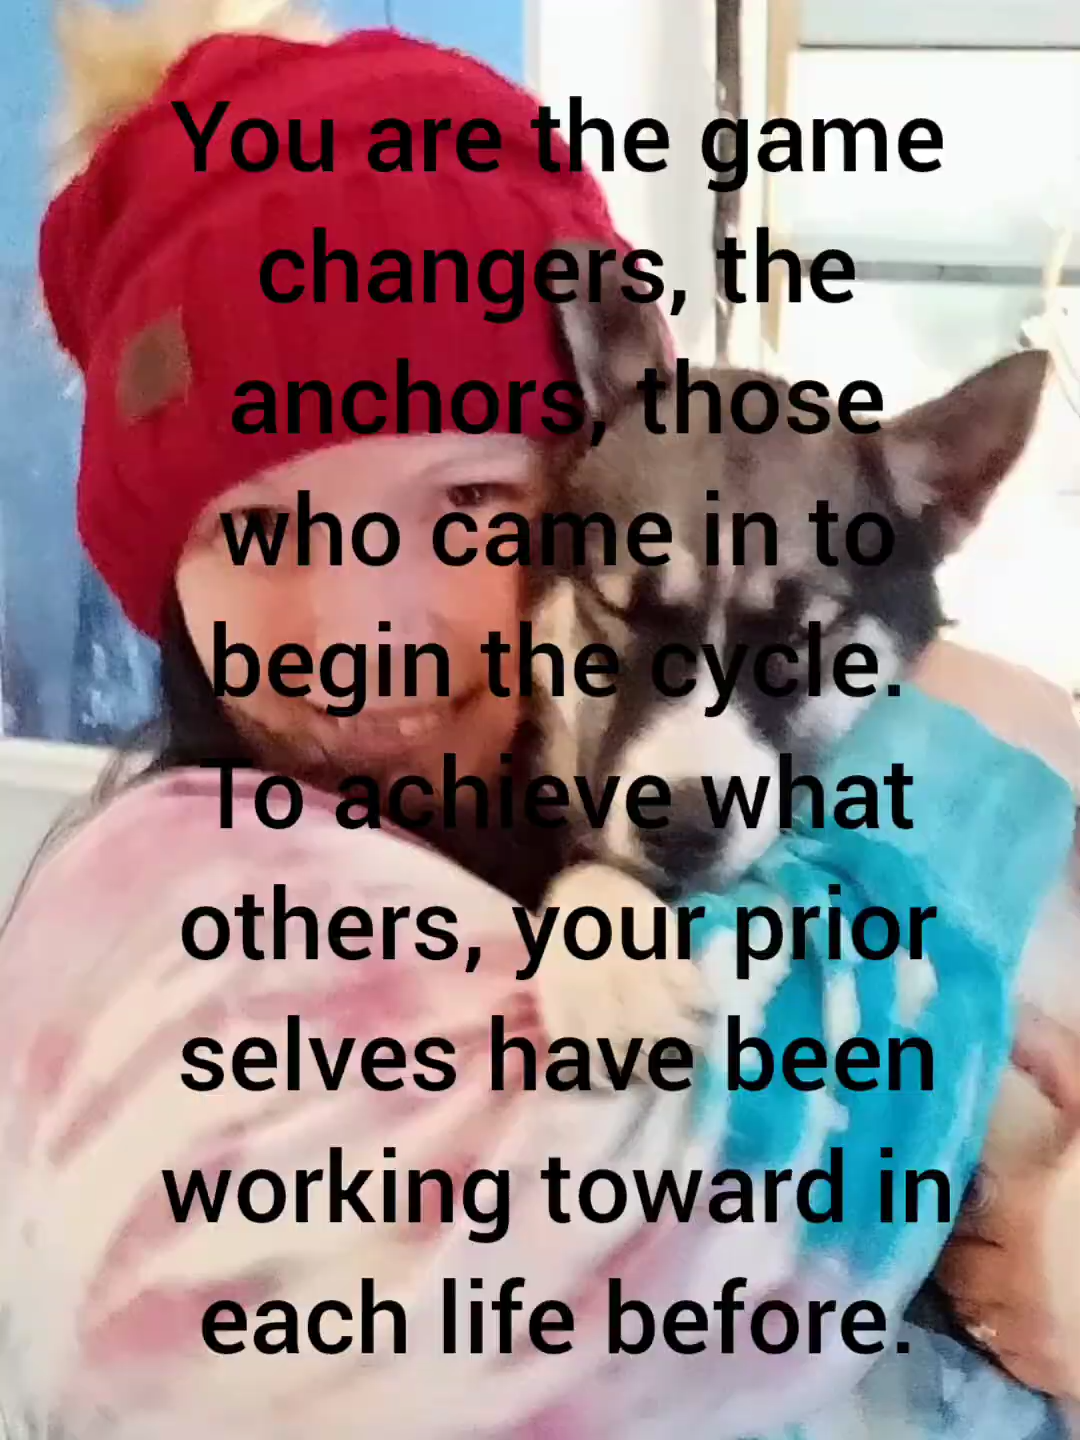 You are the game
changers, the
anchors, those
who came in to
begin the cycle.
To achieve what
others, your prior
selves have been
working toward in
each life before.